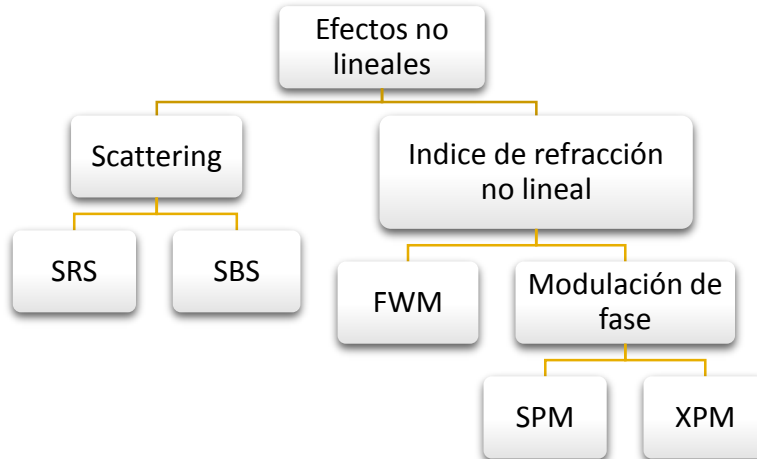 Efectos no
lineales
Scattering
Indice de refracción
no lineal
SRS
SBS
FWM
Modulación de
fase
SPM
XPM